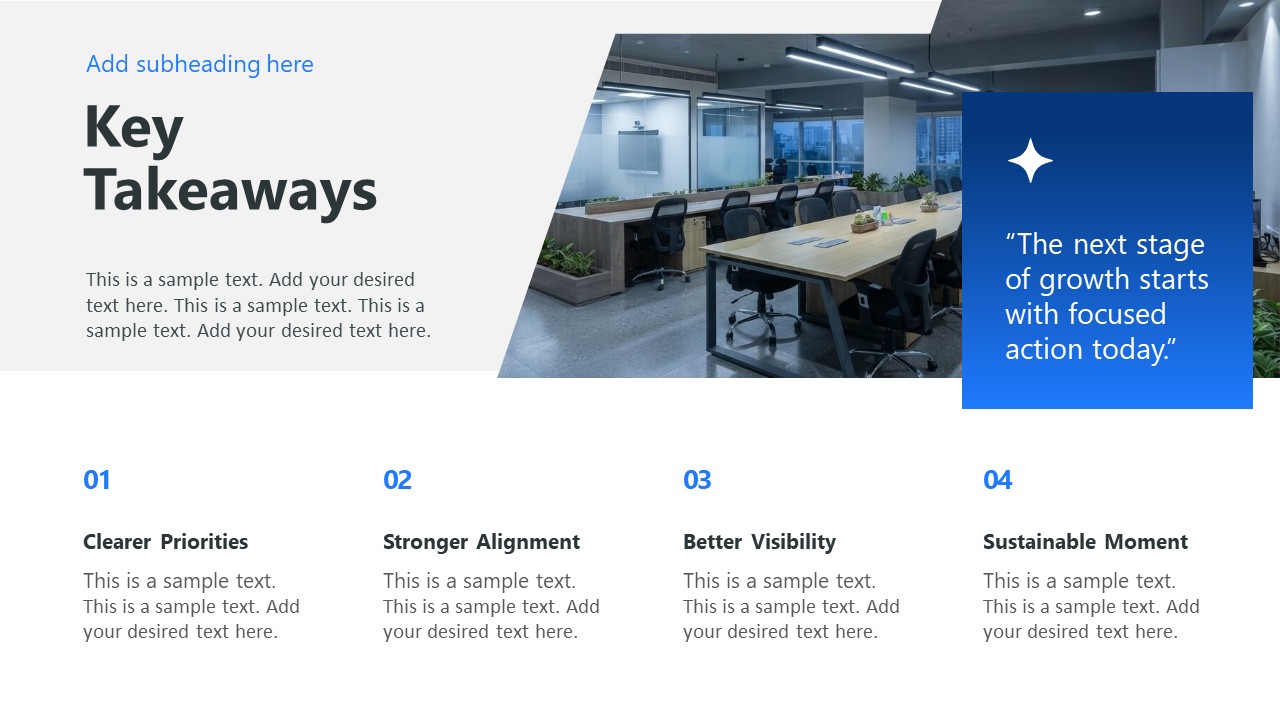 Add subheading here
Key
Takeaways
This is a sample text. Add your desired
text here. This is a sample text. This is a
sample text. Add your desired text here.
“The next stage
of growth starts
with focused
action today.”
01
Clearer Priorities
This is a sample text.
This is a sample text. Add
your desired text here.
02
Stronger Alignment
This is a sample text.
This is a sample text. Add
your desired text here.
03
Better Visibility
This is a sample text.
This is a sample text. Add
your desired text here.
04
Sustainable Moment
This is a sample text.
This is a sample text. Add
your desired text here.